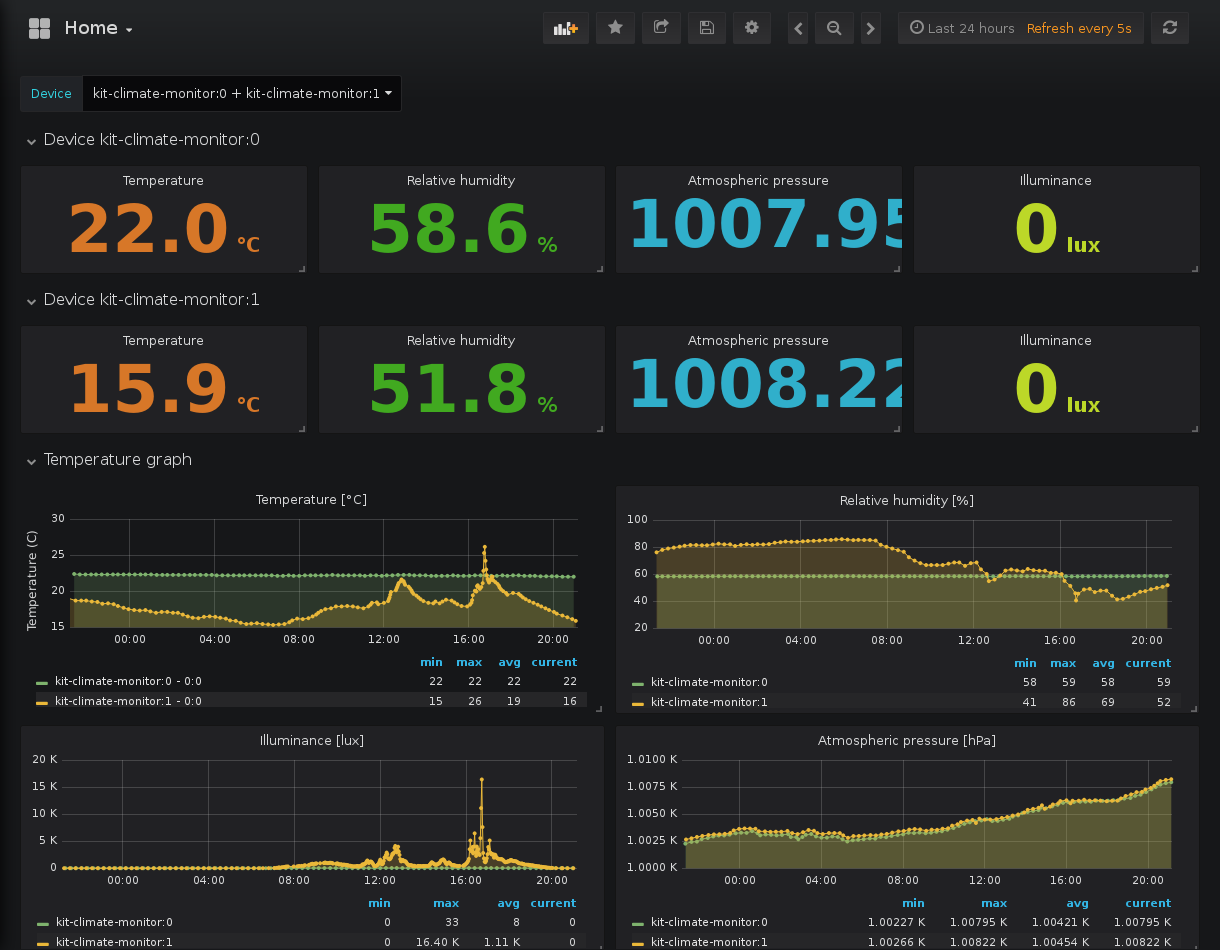 Home
Last 24 hours Refresh every 5s
Device kit-climate-monitor:0 + kit-climate-monitor:1
Device kit-climate-monitor:0
Temperature Relative humidity Atmospheric pressure Illuminance
22.0 °C 58.6 % 1007.95 0 lux
Device kit-climate-monitor:1
Temperature Relative humidity Atmospheric pressure Illuminance
15.9 °C 51.8 % 1008.22 0 lux
Temperature graph
Temperature [°C]
Temperature (C)
30
25
20
15
00:00 04:00 08:00 12:00 16:00 20:00
min max avg current
kit-climate-monitor:0 - 0:0 22 22 22 22
kit-climate-monitor:1 - 0:0 15 26 19 16
Relative humidity [%]
100
80
60
40
20
00:00 04:00 08:00 12:00 16:00 20:00
min max avg current
kit-climate-monitor:0 58 59 58 59
kit-climate-monitor:1 41 86 69 52
Illuminance [lux]
20 K
15 K
10 K
5 K
0
00:00 04:00 08:00 12:00 16:00 20:00
min max avg current
kit-climate-monitor:0 0 33 8 0
kit-climate-monitor:1 0 16.40 K 1.11 K 0
Atmospheric pressure [hPa]
1.0100 K
1.0075 K
1.0050 K
1.0025 K
1.0000 K
00:00 04:00 08:00 12:00 16:00 20:00
min max avg current
kit-climate-monitor:0 1.00227 K 1.00795 K 1.00421 K 1.00795 K
kit-climate-monitor:1 1.00266 K 1.00822 K 1.00454 K 1.00822 K